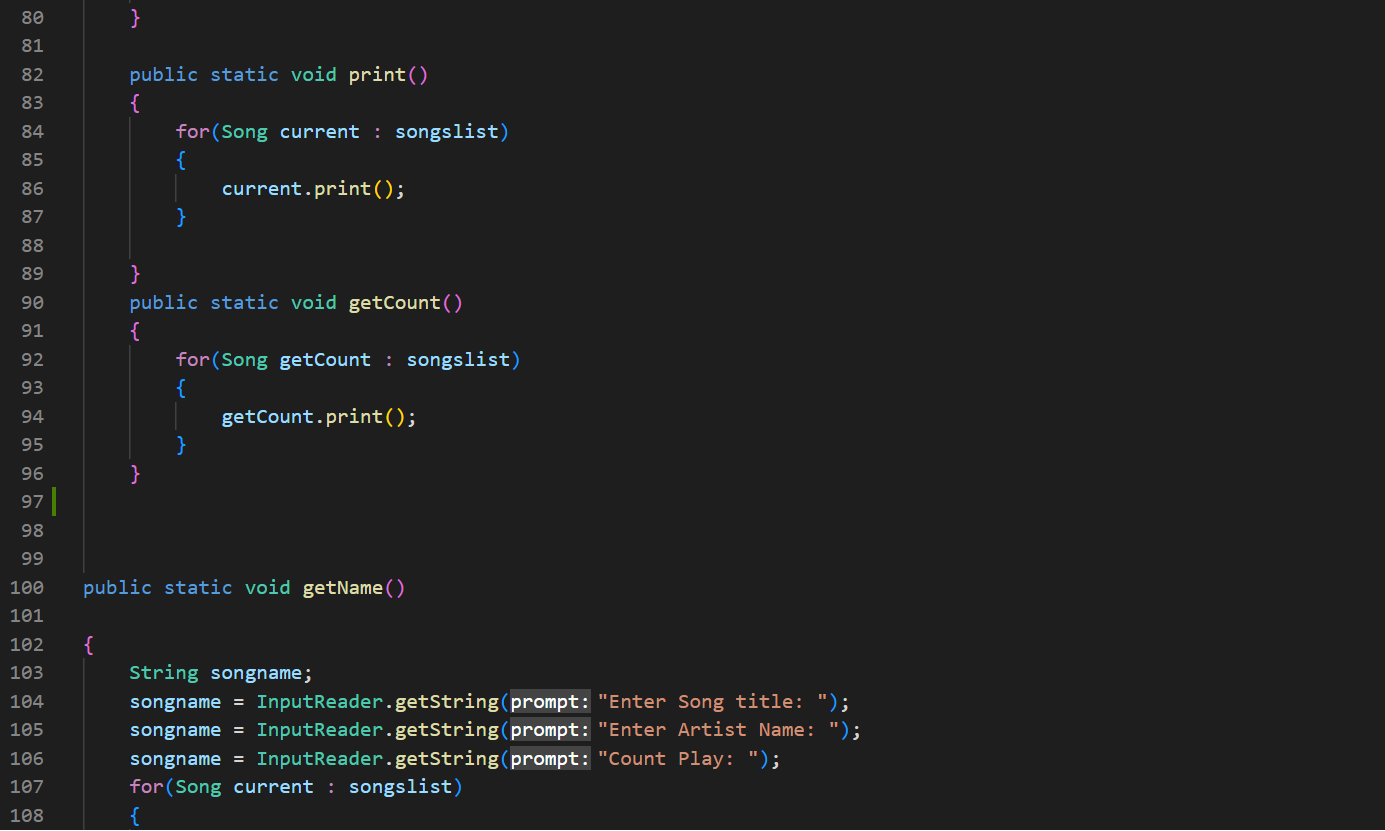 80 }
81
82 public static void print()
83 {
84 for(Song current : songslist)
85 {
86 current.print();
87 }
88
89 }
90 public static void getCount()
91 {
92 for(Song getCount : songslist)
93 {
94 getCount.print();
95 }
96 }
97
98
99
100 public static void getName()
101
102 {
103 String songname;
104 songname = InputReader.getString(prompt: "Enter Song title: ");
105 songname = InputReader.getString(prompt: "Enter Artist Name: ");
106 songname = InputReader.getString(prompt: "Count Play: ");
107 for(Song current : songslist)
108 {